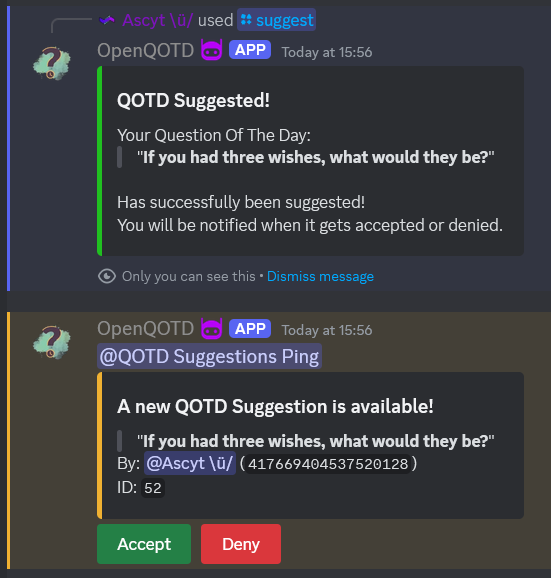 Ascyt \ü/ used suggest
OpenQOTD APP Today at 15:56
QOTD Suggested!
Your Question Of The Day:
"If you had three wishes, what would they be?"
Has successfully been suggested!
You will be notified when it gets accepted or denied.
Only you can see this • Dismiss message
OpenQOTD APP Today at 15:56
@QOTD Suggestions Ping
A new QOTD Suggestion is available!
"If you had three wishes, what would they be?"
By: @Ascyt \ü/ (417669404537520128)
ID: 52
Accept Deny